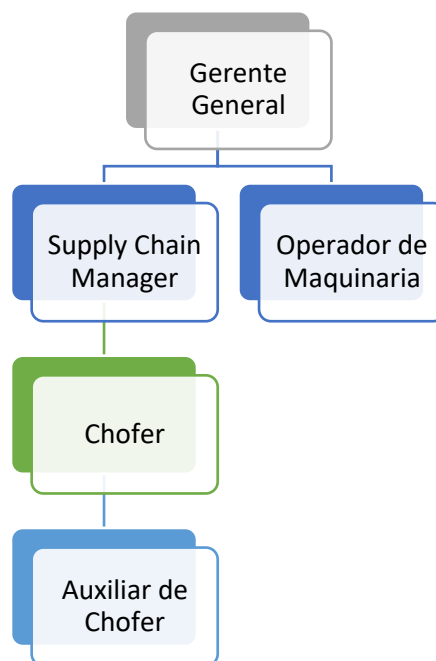 Gerente
General
Supply Chain
Manager
Operador de
Maquinaria
Chofer
Auxiliar de
Chofer